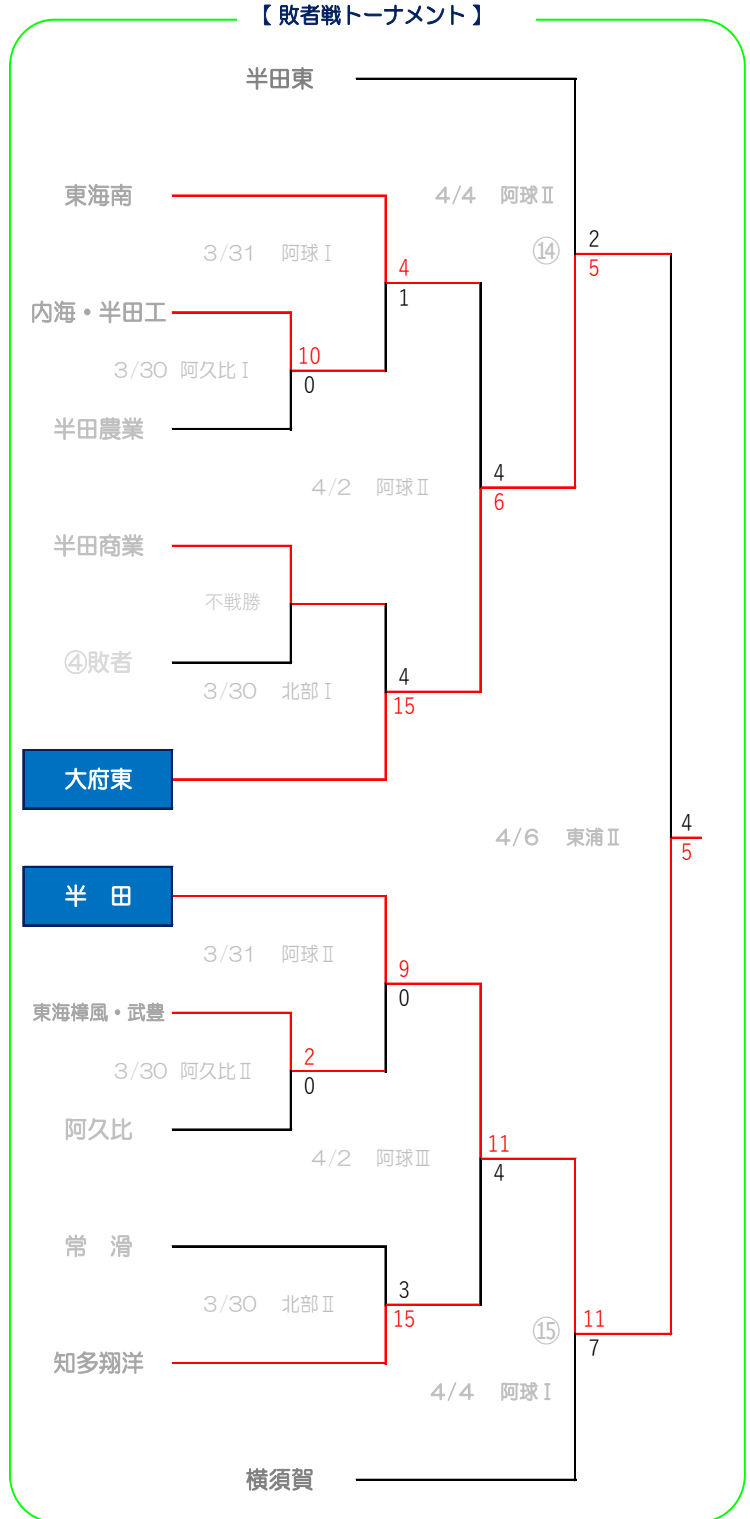 【 敗者戦トーナメント 】
半田東
東海南
4/4 阿球Ⅱ
⑭
2
5
3/31 阿球Ⅰ
4
1
内海・半田工
10
0
3/30 阿久比Ⅰ
半田農業
4/2 阿球Ⅱ
4
6
半田商業
不戦勝
④敗者
4
15
3/30 北部Ⅰ
大府東
4/6 東浦Ⅱ
4
5
半 田
3/31 阿球Ⅱ
9
0
東海樟風・武豊
2
0
3/30 阿久比Ⅱ
阿久比
4/2 阿球Ⅲ
11
4
常 滑
3
15
3/30 北部Ⅱ
⑮
11
7
知多翔洋
4/4 阿球Ⅰ
横須賀